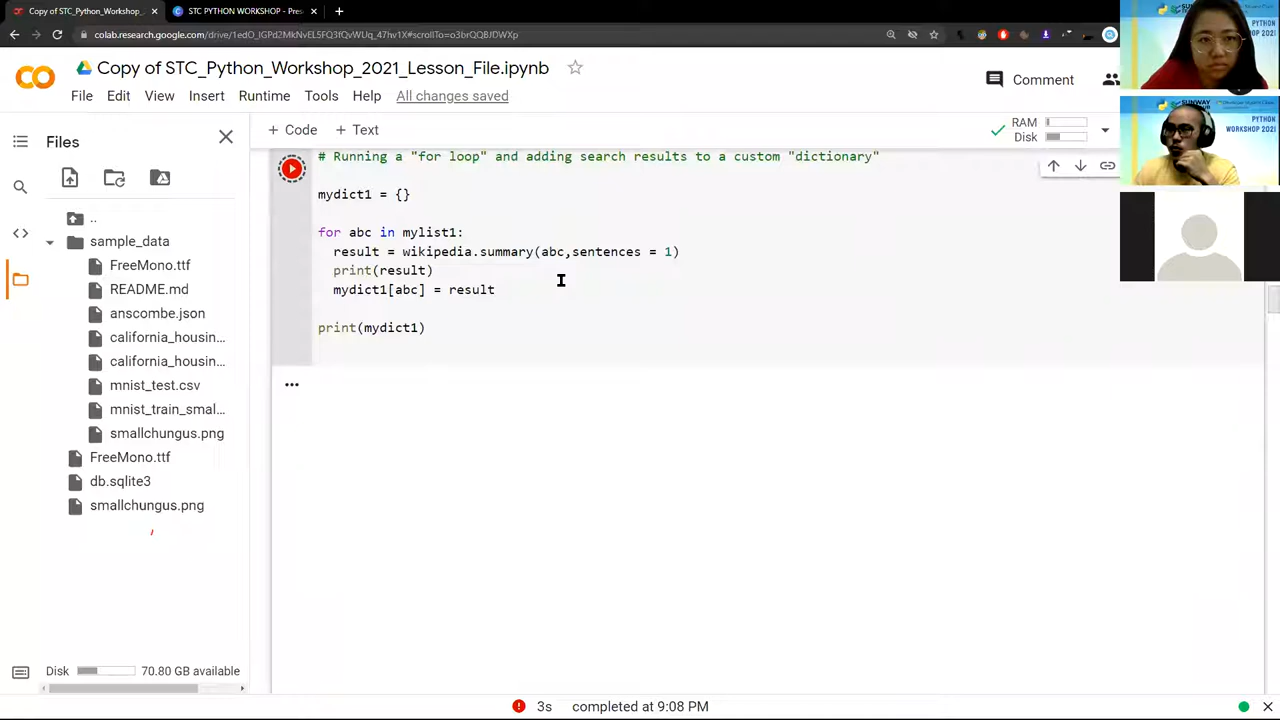 Copy of STC_Python_Workshop_
STC PYTHON WORKSHOP - Pres
colab.research.google.com/drive/1edO_lGPd2MkNvEL5FQ3fQvWUq_47hv1X#scrollTo=o3brQQBJ0WXp
Copy of STC_Python_Workshop_2021_Lesson_File.ipynb
Comment
File Edit View Insert Runtime Tools Help All changes saved
Files
+ Code + Text
RAM
Disk
# Running a "for loop" and adding search results to a custom "dictionary"
mydict1 = {}
for abc in mylist1:
result = wikipedia.summary(abc,sentences = 1)
print(result)
mydict1[abc] = result
print(mydict1)
..
sample_data
FreeMono.ttf
README.md
anscombe.json
california_housin...
california_housin...
mnist_test.csv
mnist_train_smal...
smallchungus.png
FreeMono.ttf
db.sqlite3
smallchungus.png
Disk 70.80 GB available
3s completed at 9:08 PM
PYTHON
WORKSHOP 2021